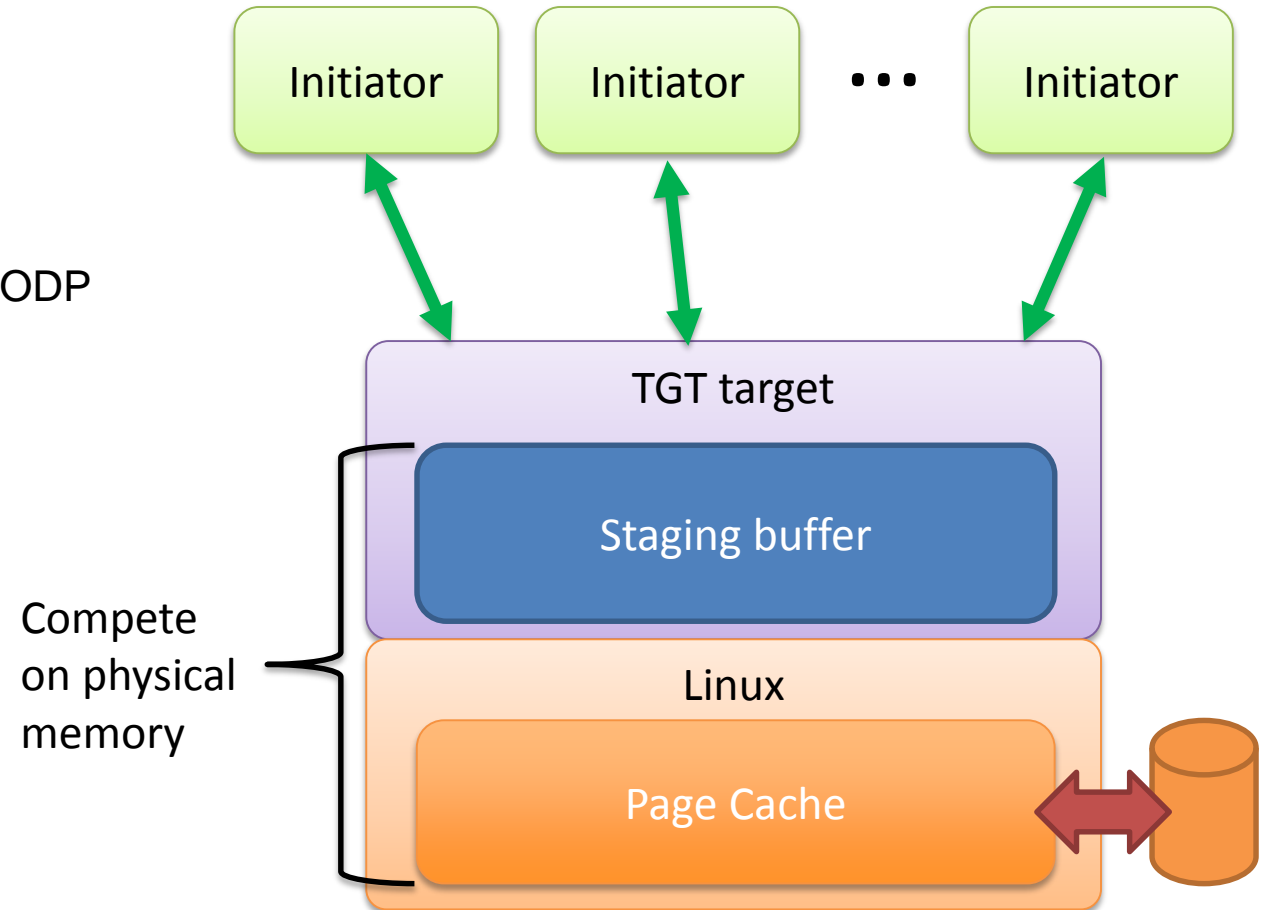 Initiator
Initiator
...
Initiator
ODP
TGT target
Staging buffer
Compete
on physical
memory
Linux
Page Cache